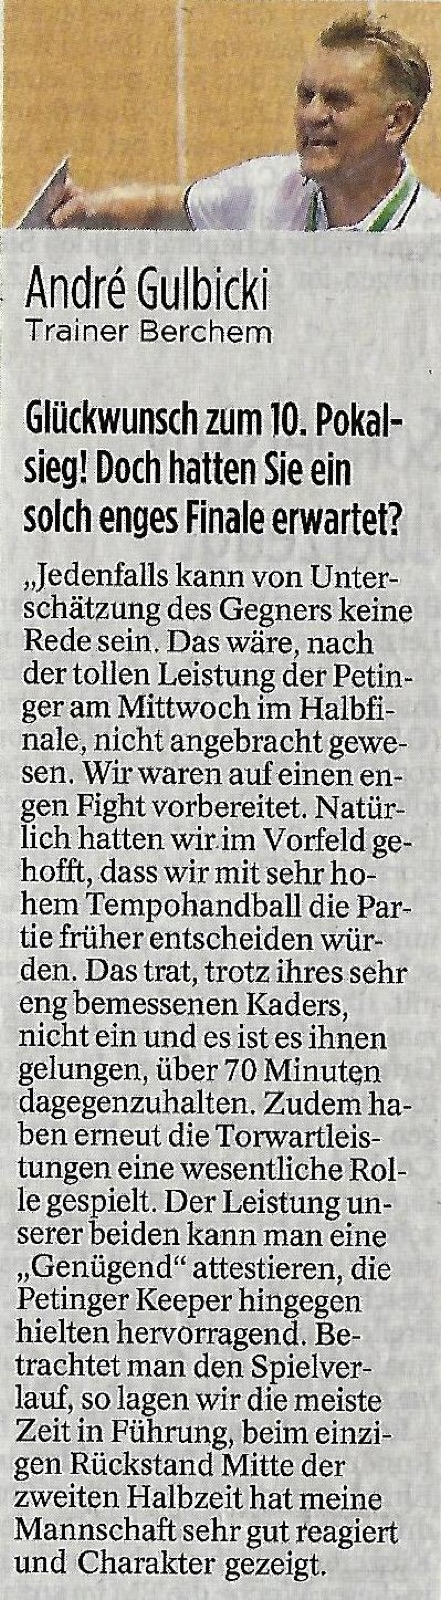 André Gulbicki
Trainer Berchem
Glückwunsch zum 10. Pokal-
sieg! Doch hatten Sie ein
solch enges Finale erwartet?
„Jedenfalls kann von Unter-
schätzung des Gegners keine
Rede sein. Das wäre, nach
der tollen Leistung der Petin-
ger am Mittwoch im Halbfi-
nale, nicht angebracht gewe-
sen. Wir waren auf einen en-
gen Fight vorbereitet. Natür-
lich hatten wir im Vorfeld ge-
hofft, dass wir mit sehr ho-
hem Tempohandball die Par-
tie früher entscheiden wür-
den. Das trat, trotz ihres sehr
eng bemessenen Kaders,
nicht ein und es ist es ihnen
gelungen, über 70 Minuten
dagegenzuhalten. Zudem ha-
ben erneut die Torwartleis-
tungen eine wesentliche Rol-
le gespielt. Der Leistung un-
serer beiden kann man eine
„Genügend“ attestieren, die
Petinger Keeper hingegen
hielten hervorragend. Be-
trachtet man den Spielver-
lauf, so lagen wir die meiste
Zeit in Führung, beim einzi-
gen Rückstand Mitte der
zweiten Halbzeit hat meine
Mannschaft sehr gut reagiert
und Charakter gezeigt.